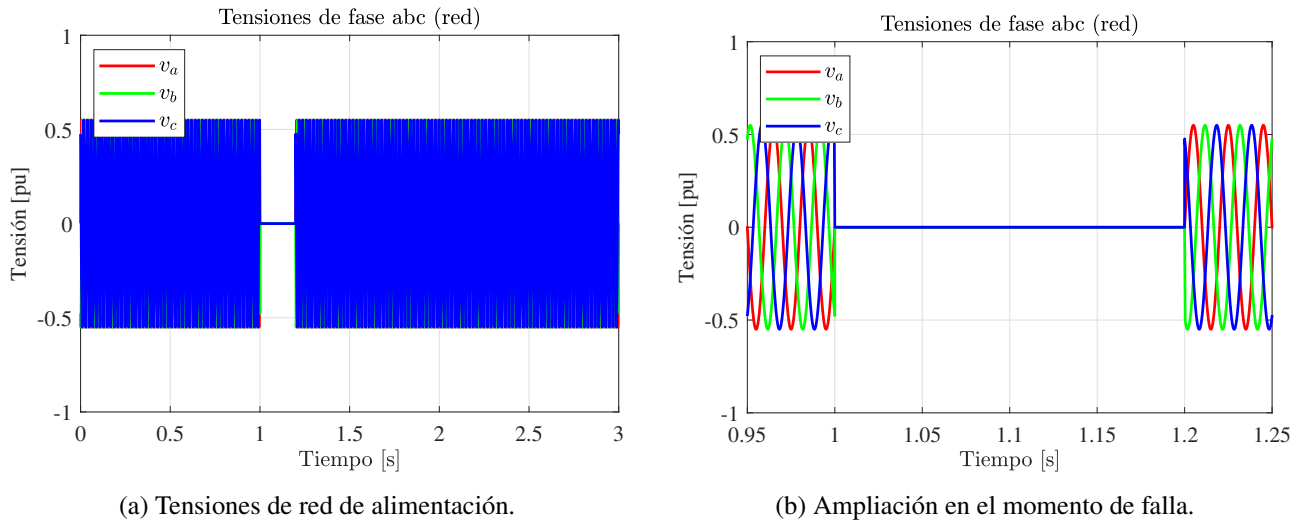 Tensiones de fase abc (red)
1
0.5
0
-0.5
-1
Tensión [pu]
v_a
v_b
v_c
0 0.5 1 1.5 2 2.5 3
Tiempo [s]
(a) Tensiones de red de alimentación.
Tensiones de fase abc (red)
1
0.5
0
-0.5
-1
Tensión [pu]
v_a
v_b
v_c
0.95 1 1.05 1.1 1.15 1.2 1.25
Tiempo [s]
(b) Ampliación en el momento de falla.